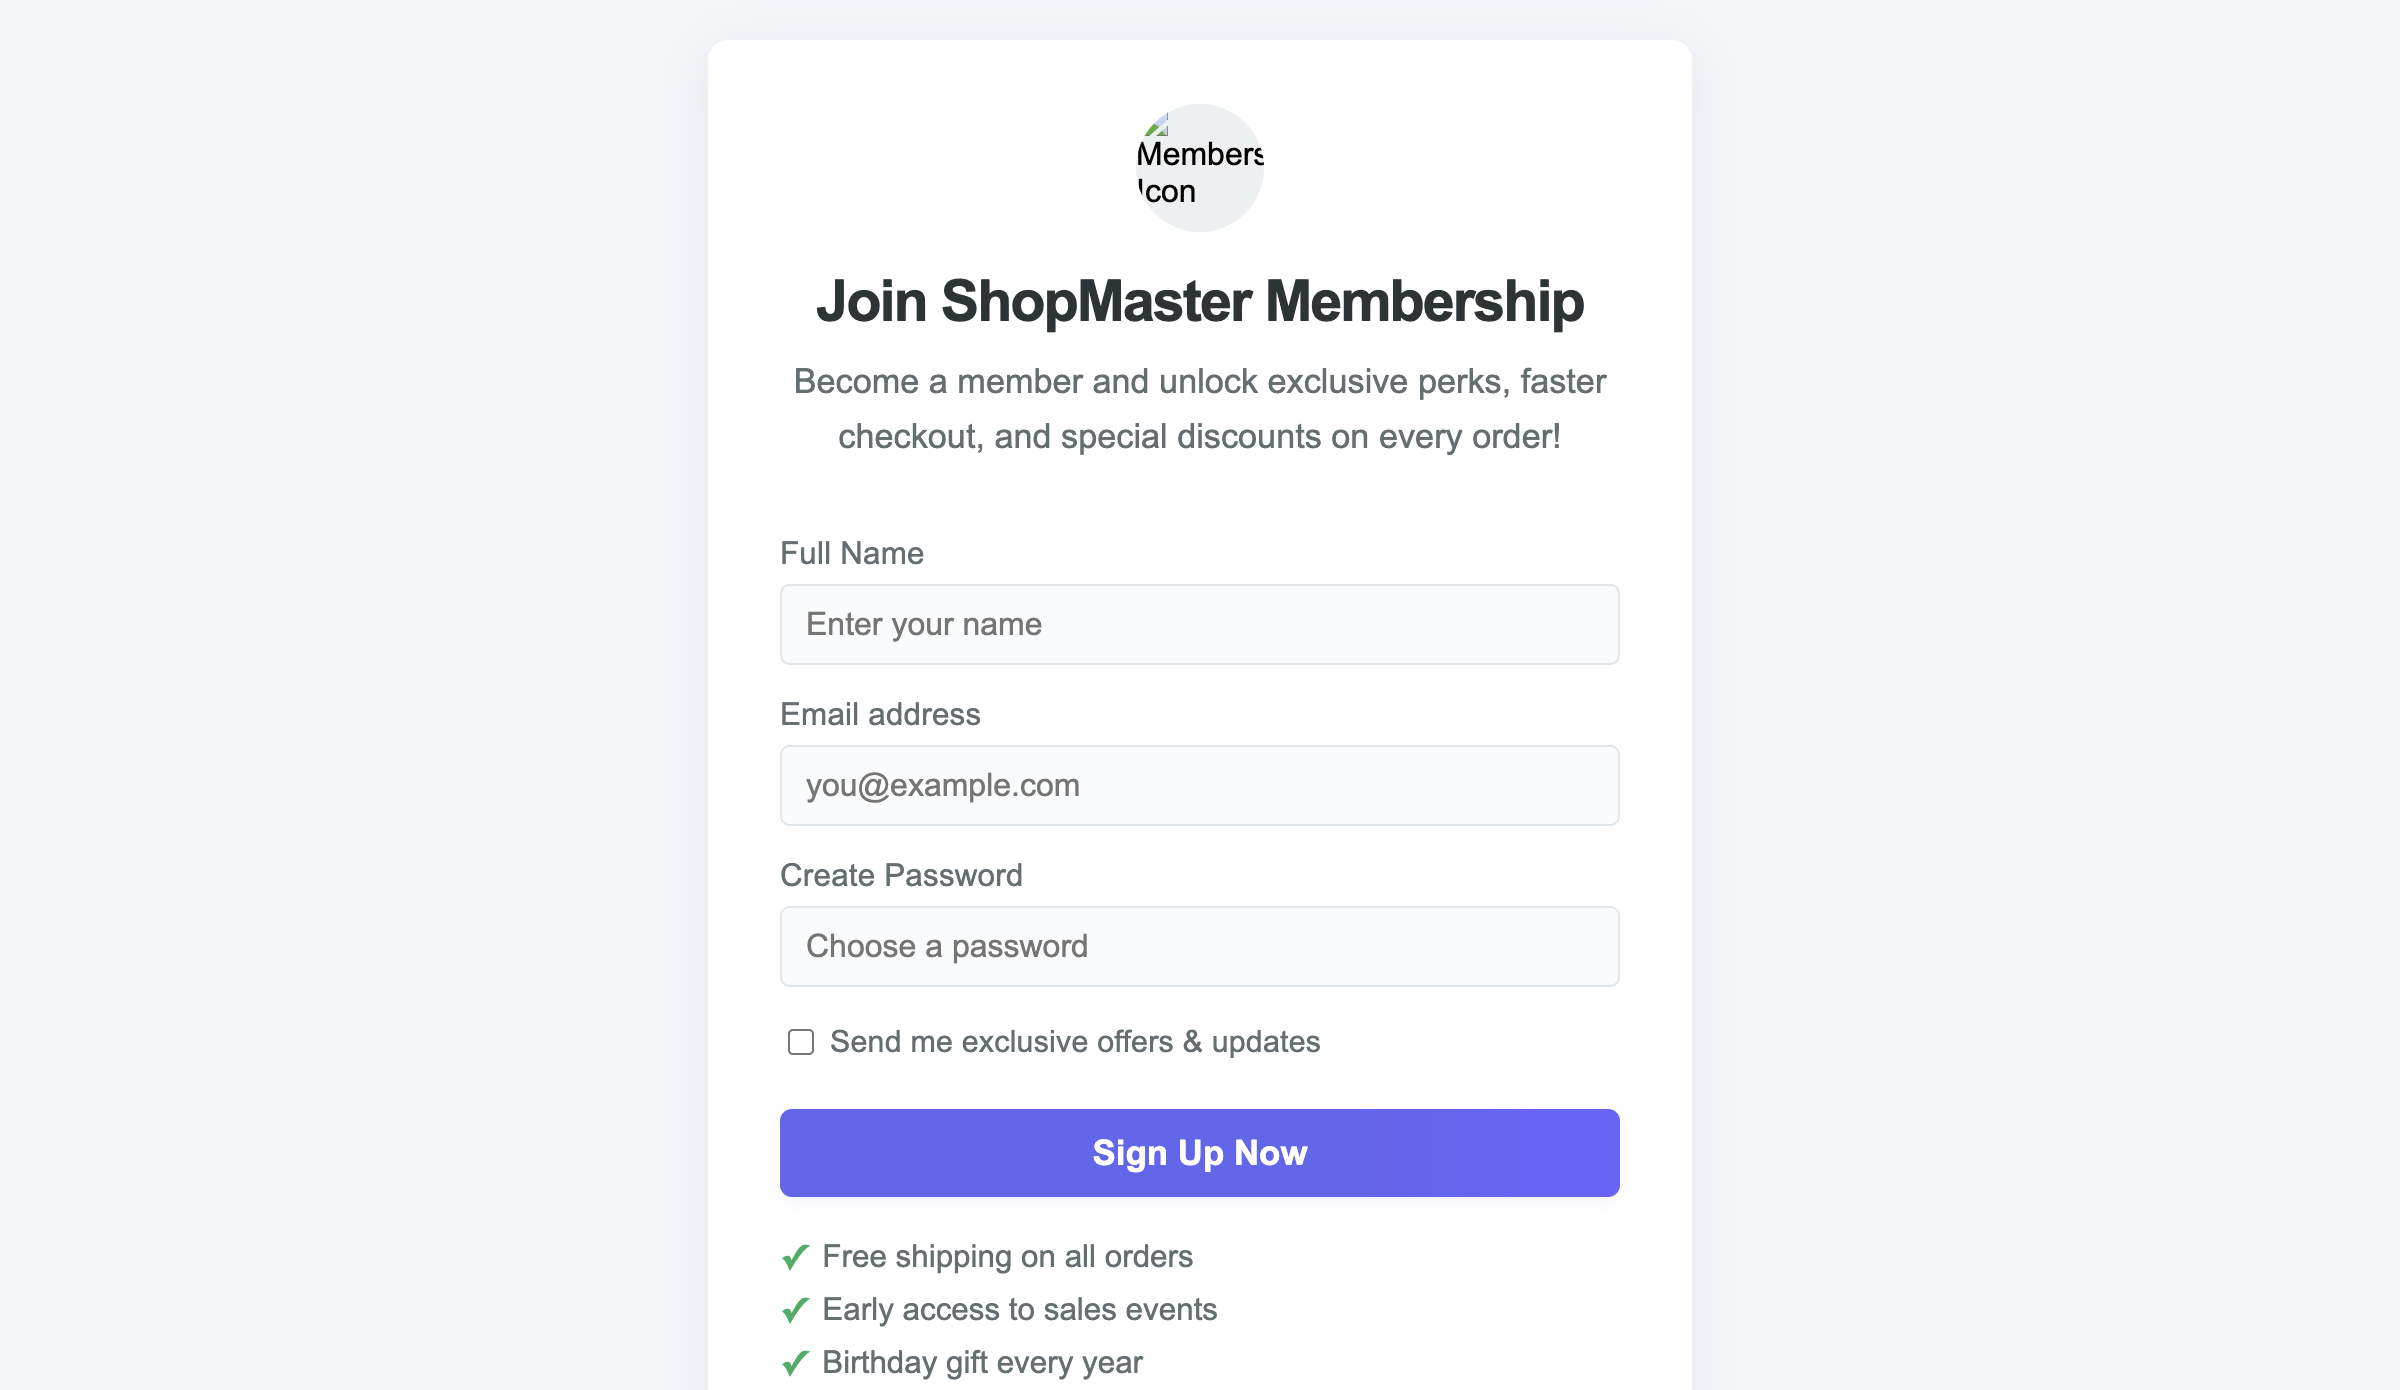 Members
Icon
Join ShopMaster Membership
Become a member and unlock exclusive perks, faster
checkout, and special discounts on every order!
Full Name
Enter your name
Email address
you@example.com
Create Password
Choose a password
Send me exclusive offers & updates
Sign Up Now
✓ Free shipping on all orders
✓ Early access to sales events
✓ Birthday gift every year